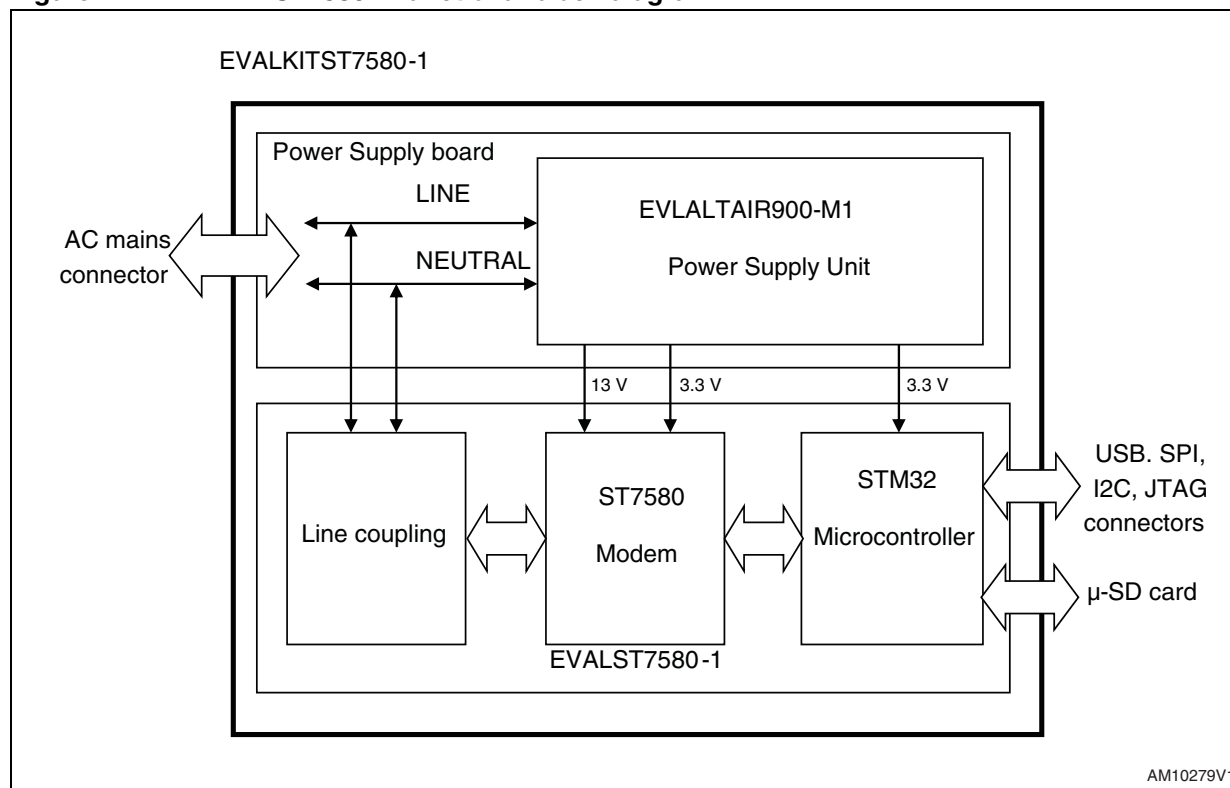 EVALKITST7580-1
Power Supply board
LINE
EVLALTAIR900-M1
AC mains
connector
NEUTRAL
Power Supply Unit
13 V
3.3 V
3.3 V
Line coupling
ST7580
Modem
STM32
Microcontroller
USB. SPI,
I2C, JTAG
connectors
µ-SD card
EVALST7580-1
AM10279V1